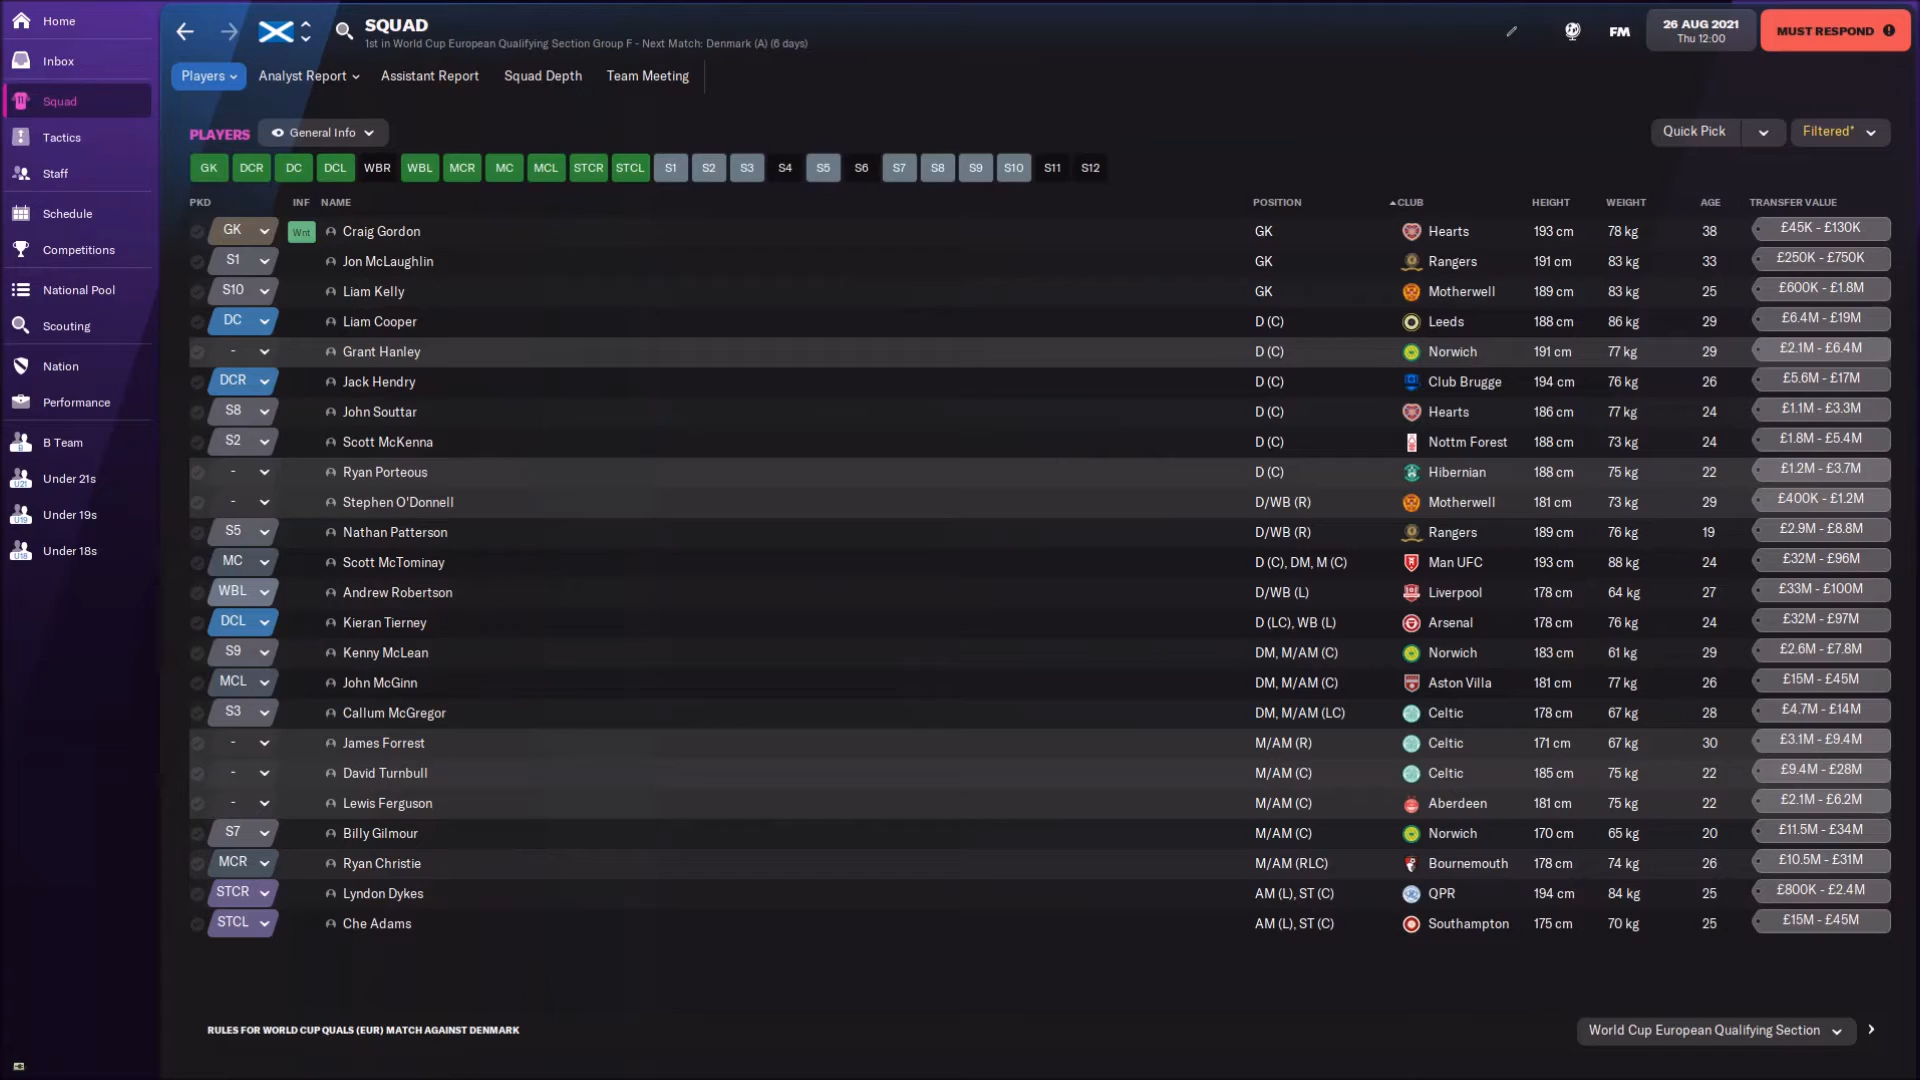 Home
Inbox
Squad
Tactics
Staff
Schedule
Competitions
National Pool
Scouting
Nation
Performance
B Team
Under 21s
Under 19s
Under 18s
SQUAD
1st in World Cup European Qualifying Section Group F - Next Match: Denmark (A) (6 days)
FM
26 AUG 2021
Thu 12:00
MUST RESPOND
Players Analyst Report Assistant Report Squad Depth Team Meeting
PLAYERS General Info Quick Pick Filtered*
GK DCR DC DCL WBR WBL MCR MC MCL STCR STCL S1 S2 S3 S4 S5 S6 S7 S8 S9 S10 S11 S12
PKD INF NAME POSITION CLUB HEIGHT WEIGHT AGE TRANSFER VALUE
GK Wnt Craig Gordon GK Hearts 193 cm 78 kg 38 £45K - £130K
S1 Jon McLaughlin GK Rangers 191 cm 83 kg 33 £250K - £750K
S10 Liam Kelly GK Motherwell 189 cm 83 kg 25 £600K - £1.8M
DC Liam Cooper D (C) Leeds 188 cm 86 kg 29 £6.4M - £19M
- Grant Hanley D (C) Norwich 191 cm 77 kg 29 £2.1M - £6.4M
DCR Jack Hendry D (C) Club Brugge 194 cm 76 kg 26 £5.6M - £17M
S8 John Souttar D (C) Hearts 186 cm 77 kg 24 £1.1M - £3.3M
S2 Scott McKenna D (C) Nottm Forest 188 cm 73 kg 24 £1.8M - £5.4M
- Ryan Porteous D (C) Hibernian 188 cm 75 kg 22 £1.2M - £3.7M
- Stephen O'Donnell D/WB (R) Motherwell 181 cm 73 kg 29 £400K - £1.2M
S5 Nathan Patterson D/WB (R) Rangers 189 cm 76 kg 19 £2.9M - £8.8M
MC Scott McTominay D (C), DM, M (C) Man UFC 193 cm 88 kg 24 £32M - £96M
WBL Andrew Robertson D/WB (L) Liverpool 178 cm 64 kg 27 £33M - £100M
DCL Kieran Tierney D (LC), WB (L) Arsenal 178 cm 76 kg 24 £32M - £97M
S9 Kenny McLean DM, M/AM (C) Norwich 183 cm 61 kg 29 £2.6M - £7.8M
MCL John McGinn DM, M/AM (C) Aston Villa 181 cm 77 kg 26 £15M - £45M
S3 Callum McGregor DM, M/AM (LC) Celtic 178 cm 67 kg 28 £4.7M - £14M
- James Forrest M/AM (R) Celtic 171 cm 67 kg 30 £3.1M - £9.4M
- David Turnbull M/AM (C) Celtic 185 cm 75 kg 22 £9.4M - £28M
- Lewis Ferguson M/AM (C) Aberdeen 181 cm 75 kg 22 £2.1M - £6.2M
S7 Billy Gilmour M/AM (C) Norwich 170 cm 65 kg 20 £11.5M - £34M
MCR Ryan Christie M/AM (RLC) Bournemouth 178 cm 74 kg 26 £10.5M - £31M
STCR Lyndon Dykes AM (L), ST (C) QPR 194 cm 84 kg 25 £800K - £2.4M
STCL Che Adams AM (L), ST (C) Southampton 175 cm 70 kg 25 £15M - £45M
RULES FOR WORLD CUP QUALS (EUR) MATCH AGAINST DENMARK
World Cup European Qualifying Section